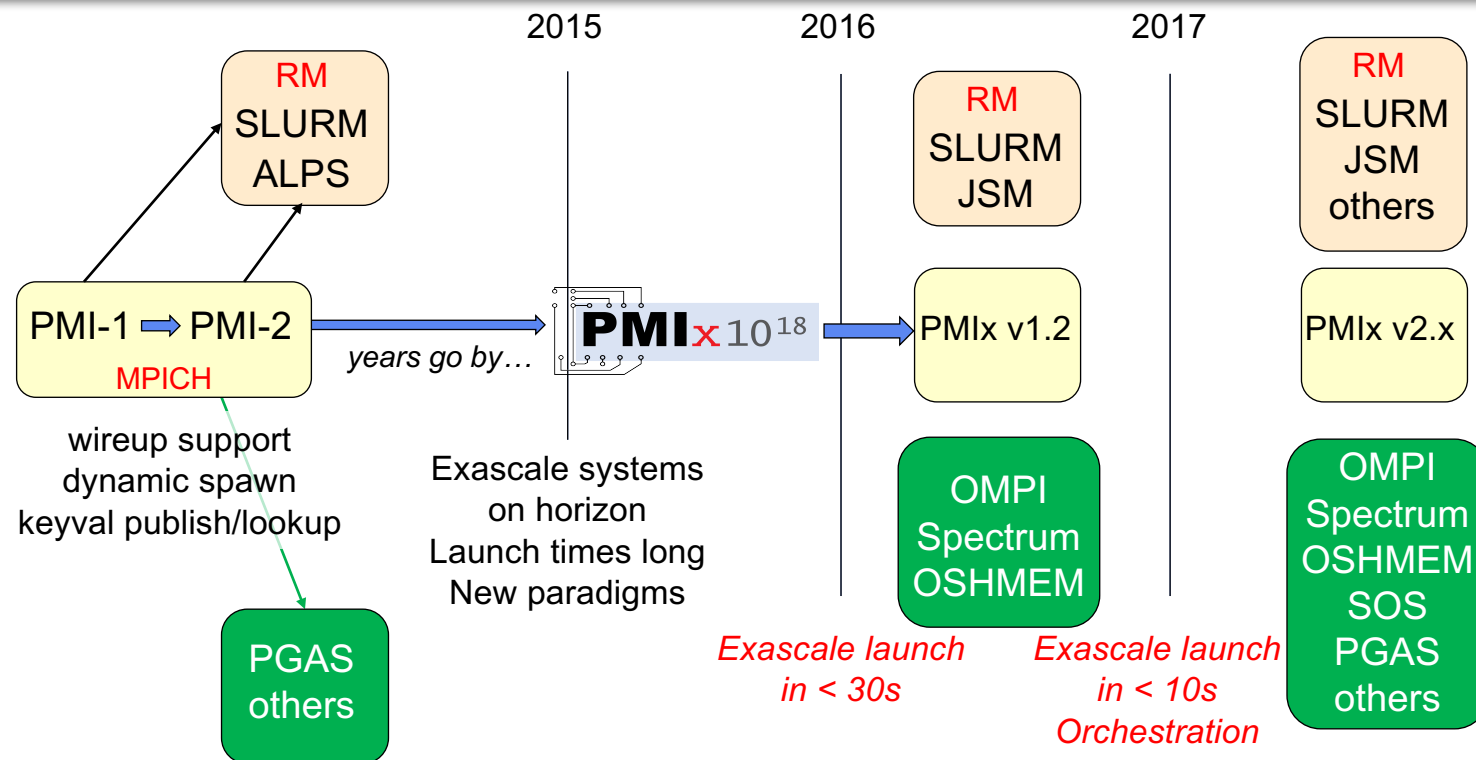 2015
2016
2017
RM
SLURM
ALPS
RM
SLURM
JSM
RM
SLURM
JSM
others
PMI-1
PMI-2
MPICH
years go by…
PMIx10¹⁸
PMIx v1.2
PMIx v2.x
wireup support
dynamic spawn
keyval publish/lookup
PGAS
others
Exascale systems
on horizon
Launch times long
New paradigms
OMPI
Spectrum
OSHMEM
OMPI
Spectrum
OSHMEM
SOS
PGAS
others
Exascale launch
in < 30s
Exascale launch
in < 10s
Orchestration